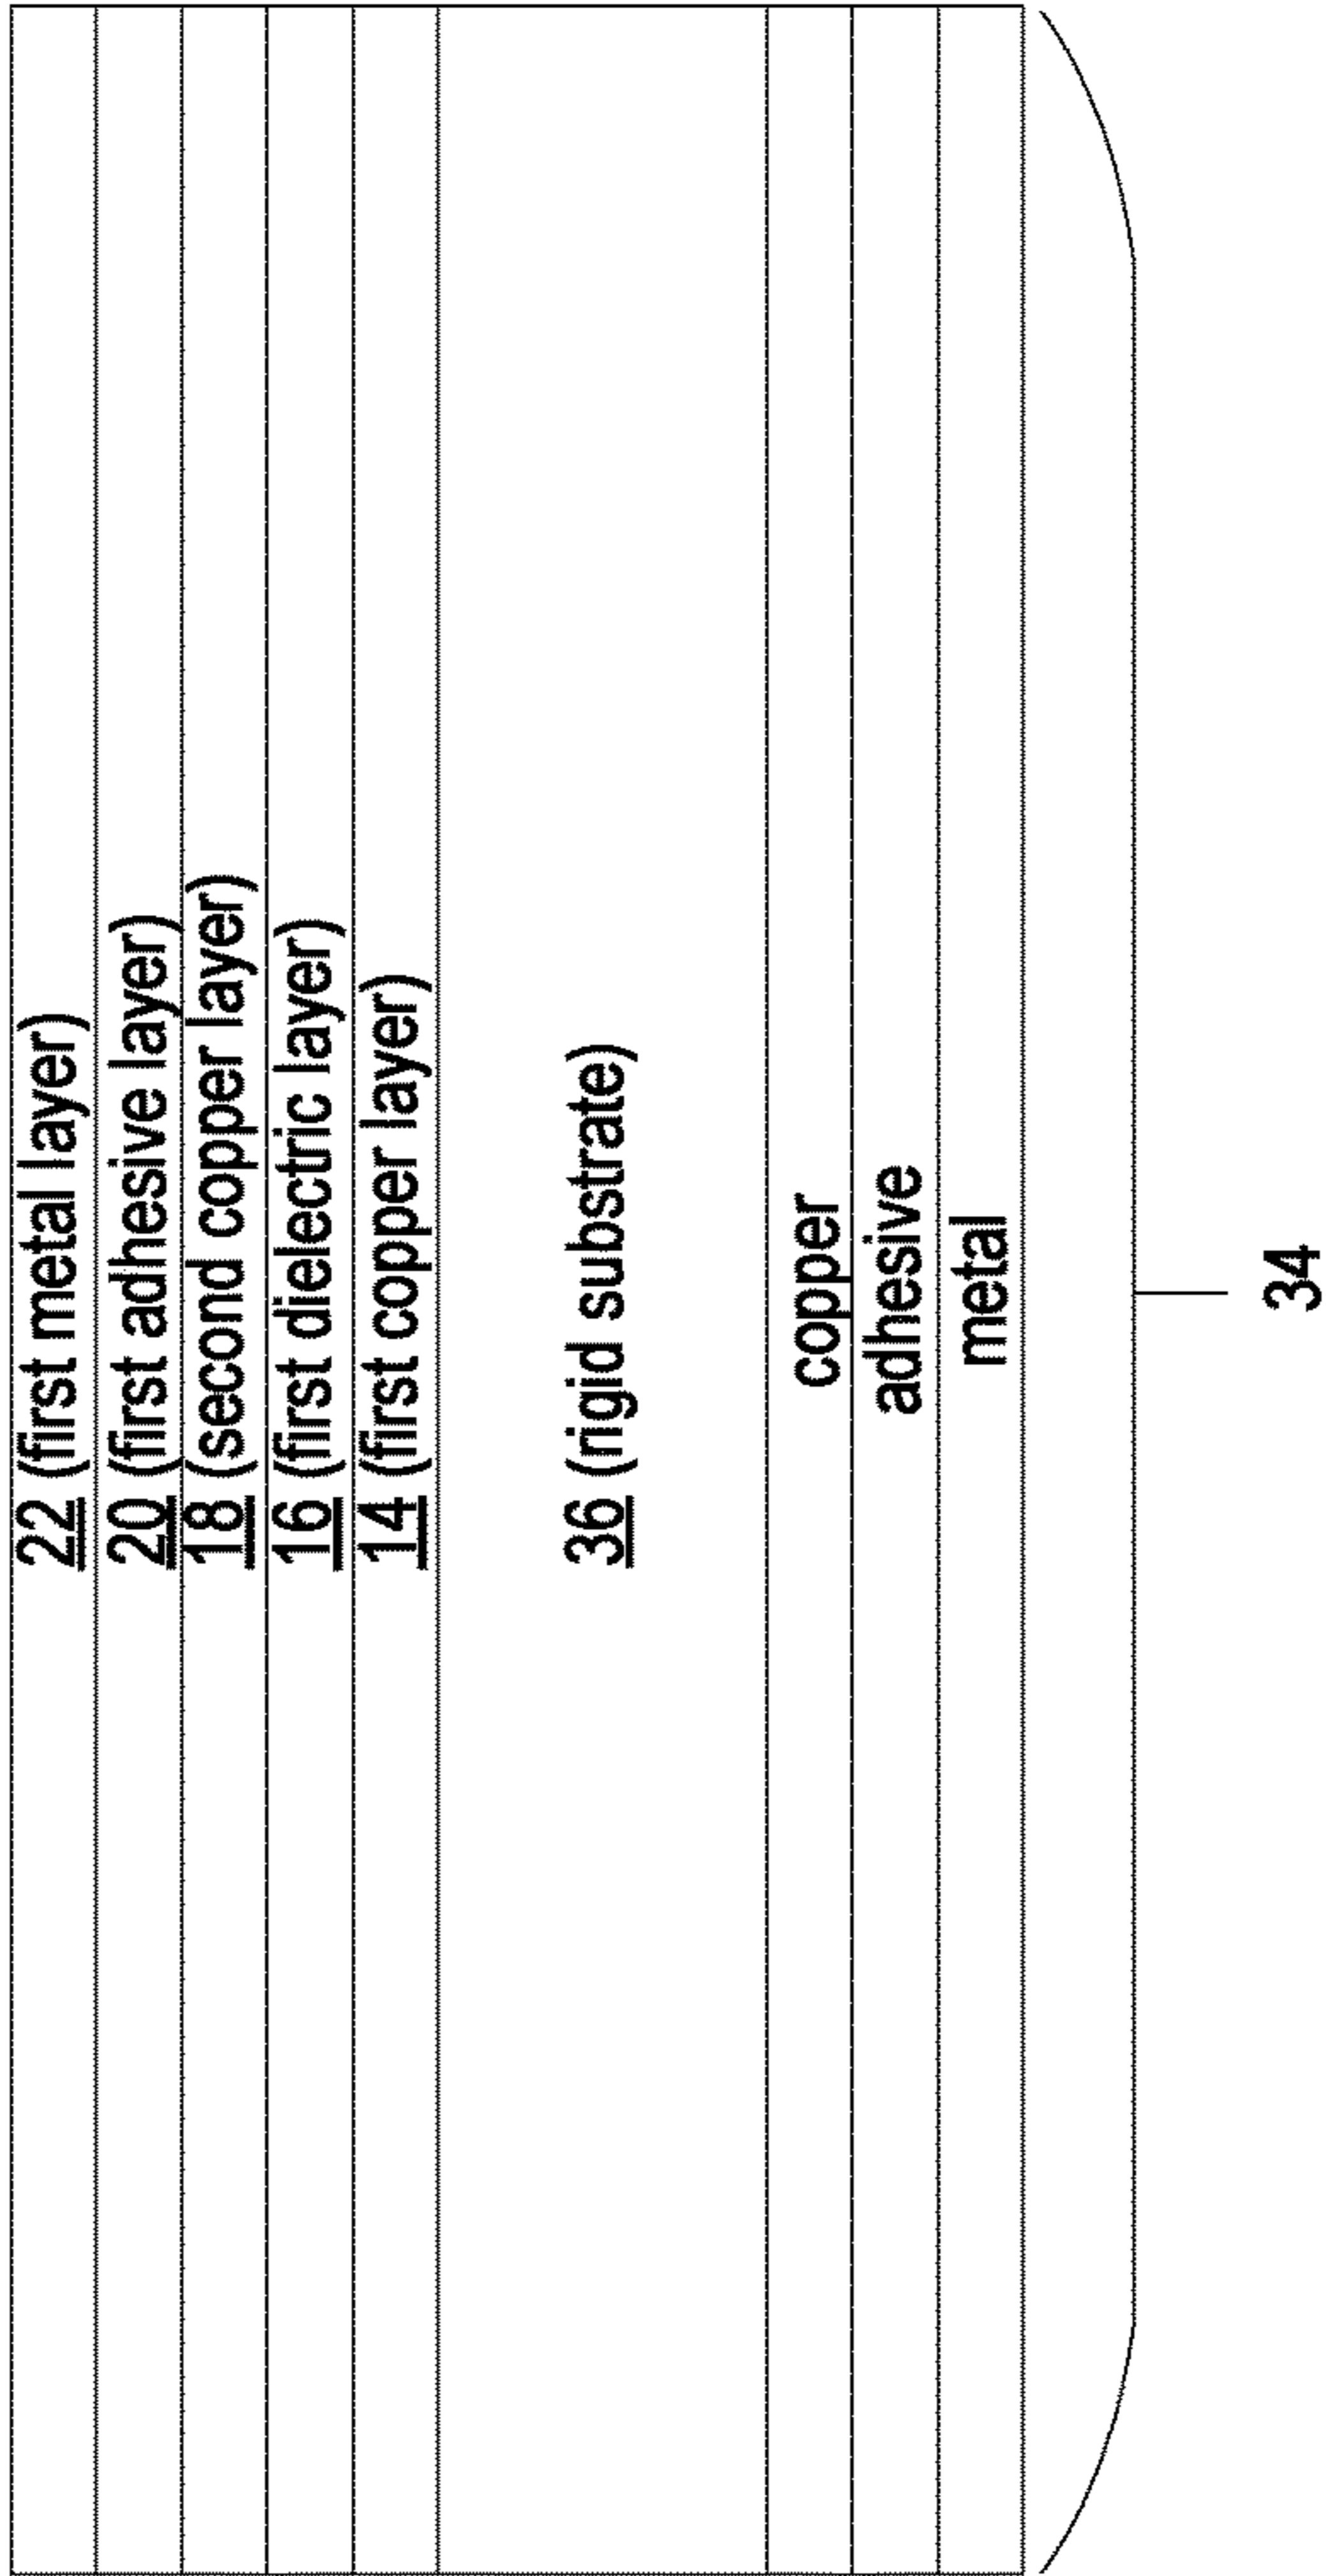 22 (first metal layer)
20 (first adhesive layer)
18 (second copper layer)
16 (first dielectric layer)
14 (first copper layer)
36 (rigid substrate)
copper
adhesive
metal
34